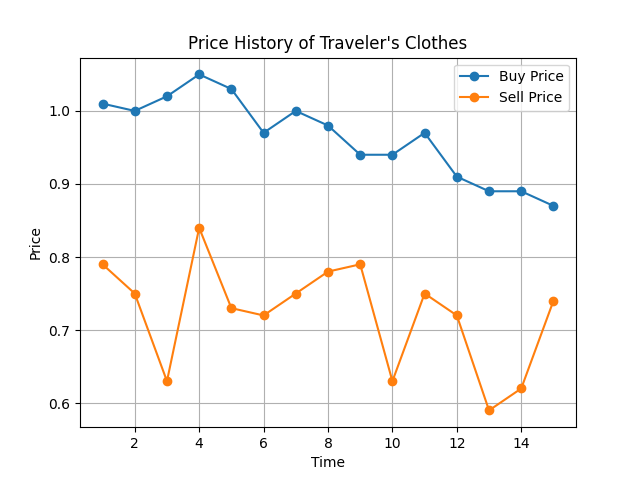 Price History of Traveler's Clothes
Buy Price
Sell Price
1.0
0.9
0.8
0.7
0.6
Price
2 4 6 8 10 12 14
Time